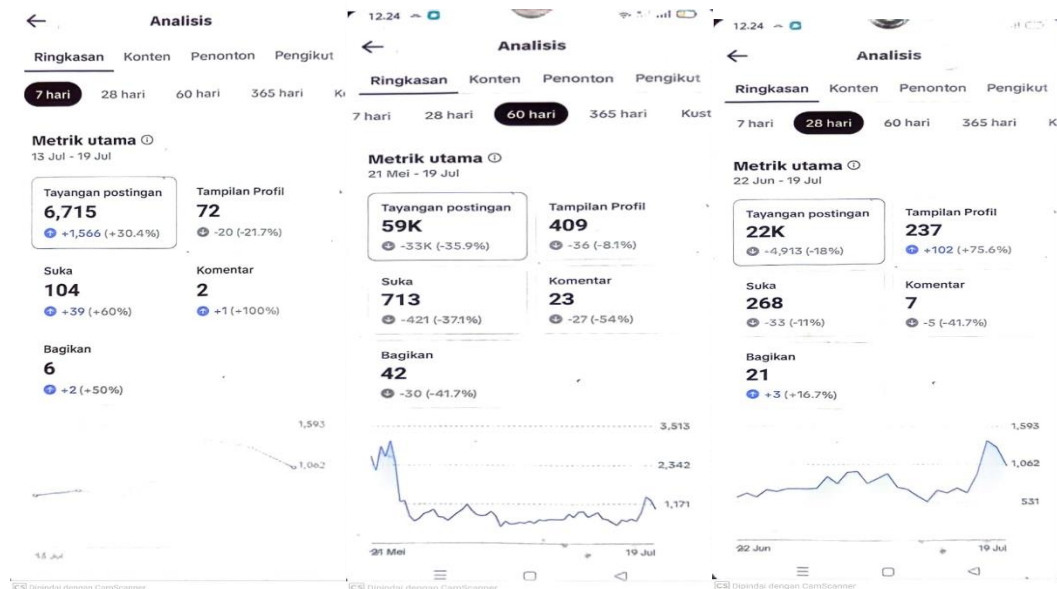 Analisis
Ringkasan Konten Penonton Pengikut
7 hari 28 hari 60 hari 365 hari
Metrik utama
13 Jul - 19 Jul
Tayangan postingan
6,715
+1,566 (+30.4%)
Tampilan Profil
72
-20 (-21.7%)
Suka
104
+39 (+60%)
Komentar
2
+1 (+100%)
Bagikan
6
+2 (+50%)
1,593
1,062
13 Jul
CS Dipindai dengan CamScanner
12.24
Analisis
Ringkasan Konten Penonton Pengikut
7 hari 28 hari 60 hari 365 hari Kust
Metrik utama
21 Mei - 19 Jul
Tayangan postingan
59K
-33K (-35.9%)
Tampilan Profil
409
-36 (-8.1%)
Suka
713
-421 (-37.1%)
Komentar
23
-27 (-54%)
Bagikan
42
-30 (-41.7%)
3,513
2,342
1,171
21 Mei 19 Jul
CS Dipindai dengan CamScanner
12.24
Analisis
Ringkasan Konten Penonton Pengikut
7 hari 28 hari 60 hari 365 hari K
Metrik utama
22 Jun - 19 Jul
Tayangan postingan
22K
-4,913 (-18%)
Tampilan Profil
237
+102 (+75.6%)
Suka
268
-33 (-11%)
Komentar
7
-5 (-41.7%)
Bagikan
21
+3 (+16.7%)
1,593
1,062
531
22 Jun 19 Jul
CS Dipindai dengan CamScanner